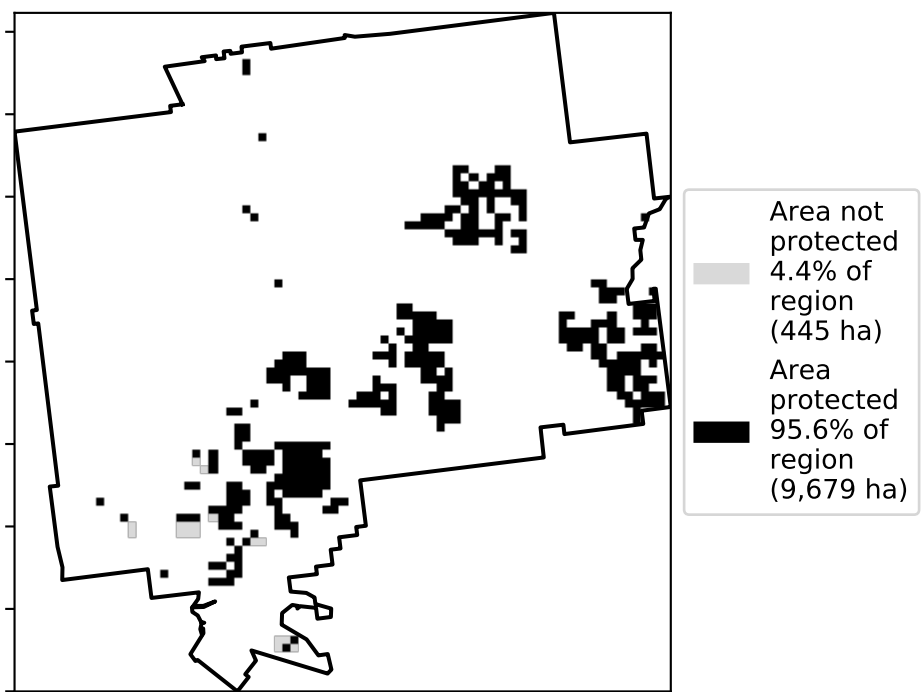 Area not
protected
4.4% of
region
(445 ha)
Area
protected
95.6% of
region
(9,679 ha)